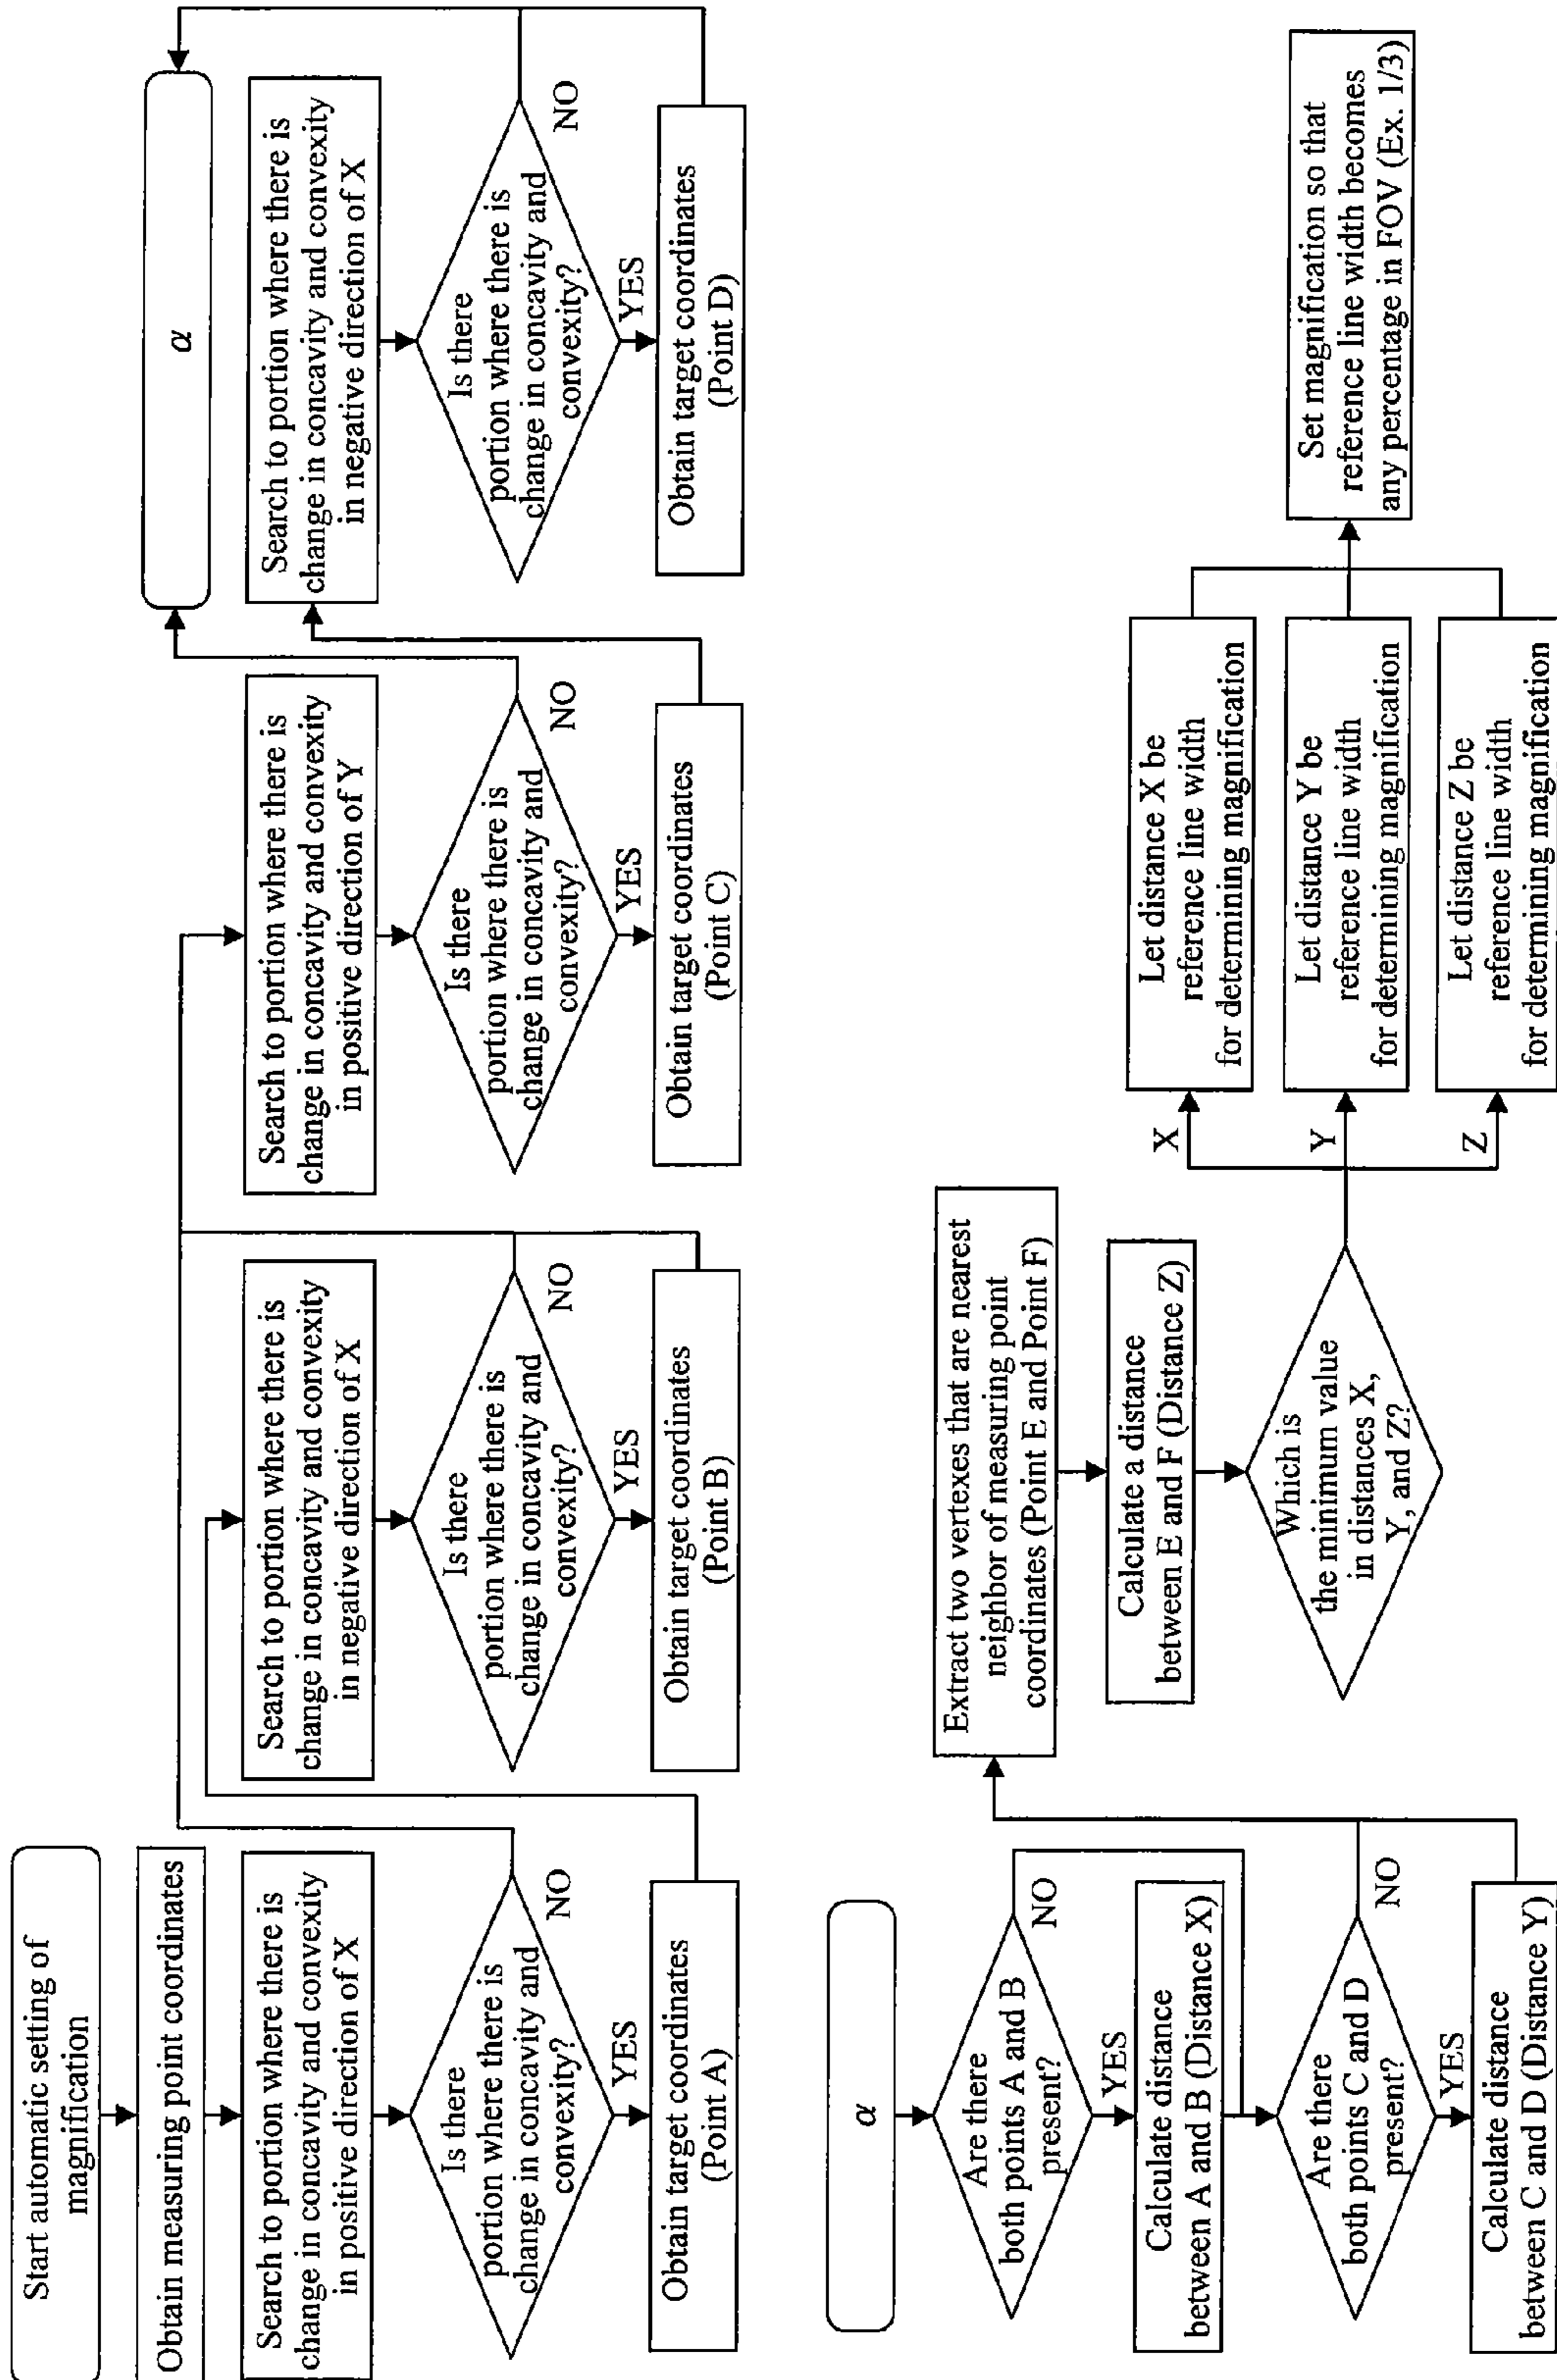 Start automatic setting of
magnification
Obtain measuring point coordinates
Search to portion where there is
change in concavity and convexity
in positive direction of X
Is there
portion where there is
change in concavity and
convexity?
NO
YES
Obtain target coordinates
(Point A)
Search to portion where there is
change in concavity and convexity
in negative direction of X
Is there
portion where there is
change in concavity and
convexity?
NO
YES
Obtain target coordinates
(Point B)
Search to portion where there is
change in concavity and convexity
in positive direction of Y
Is there
portion where there is
change in concavity and
convexity?
NO
YES
Obtain target coordinates
(Point C)
α
Search to portion where there is
change in concavity and convexity
in negative direction of X
Is there
portion where there is
change in concavity and
convexity?
NO
YES
Obtain target coordinates
(Point D)
α
Are there
both points A and B
present?
NO
YES
Calculate distance
between A and B (Distance X)
Are there
both points C and D
present?
NO
YES
Calculate distance
between C and D (Distance Y)
Extract two vertexes that are nearest
neighbor of measuring point
coordinates (Point E and Point F)
Calculate a distance
between E and F (Distance Z)
Which is
the minimum value
in distances X,
Y, and Z?
X
Y
Z
Let distance X be
reference line width
for determining magnification
Let distance Y be
reference line width
for determining magnification
Let distance Z be
reference line width
for determining magnification
Set magnification so that
reference line width becomes
any percentage in FOV (Ex. 1/3)